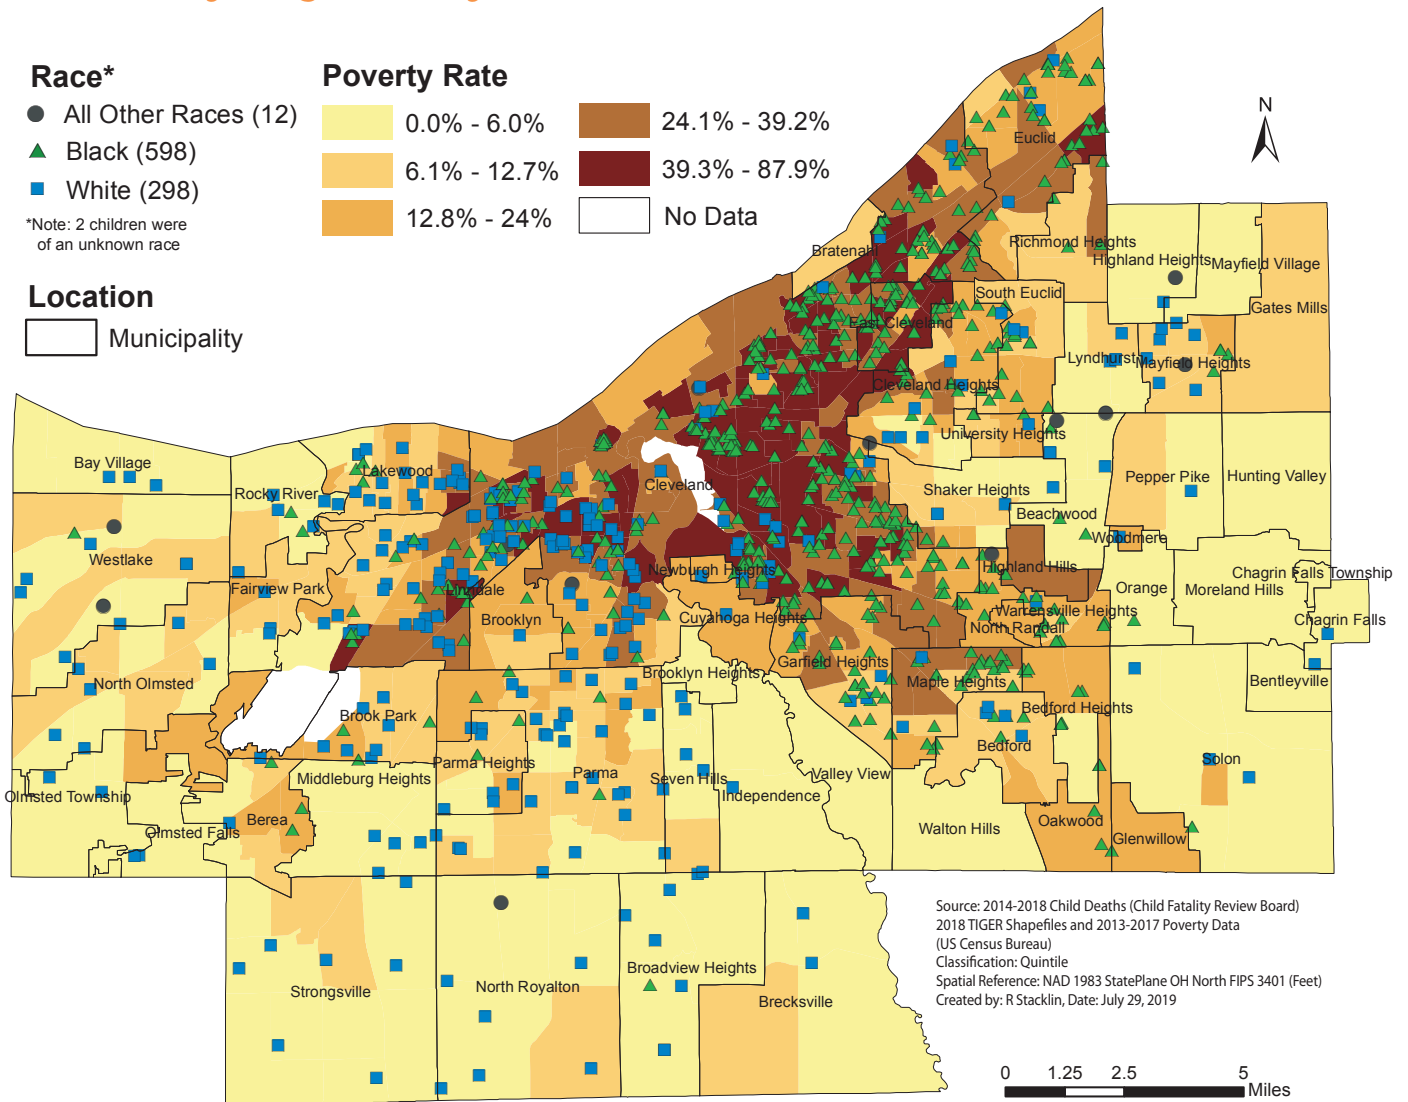 Race*
All Other Races (12)
Black (598)
White (298)
*Note: 2 children were
of an unknown race
Poverty Rate
0.0% - 6.0%
6.1% - 12.7%
12.8% - 24%
24.1% - 39.2%
39.3% - 87.9%
No Data
Location
Municipality
N
Euclid
Bratenahl
Richmond Heights
Highland Heights
Mayfield Village
South Euclid
Gates Mills
East Cleveland
Lyndhurst
Mayfield Heights
Cleveland Heights
University Heights
Bay Village
Lakewood
Rocky River
Cleveland
Shaker Heights
Pepper Pike
Hunting Valley
Beachwood
Woodmere
Westlake
Fairview Park
Linndale
Newburgh Heights
Highland Hills
Chagrin Falls Township
Orange
Moreland Hills
Brooklyn
Cuyahoga Heights
Warrensville Heights
North Randall
Chagrin Falls
Garfield Heights
Brooklyn Heights
North Olmsted
Maple Heights
Bentleyville
Brook Park
Bedford Heights
Bedford
Solon
Parma Heights
Parma
Middleburg Heights
Seven Hills
Valley View
Independence
Olmsted Township
Berea
Olmsted Falls
Walton Hills
Oakwood
Glenwillow
Strongsville
North Royalton
Broadview Heights
Brecksville
Source: 2014-2018 Child Deaths (Child Fatality Review Board)
2018 TIGER Shapefiles and 2013-2017 Poverty Data
(US Census Bureau)
Classification: Quintile
Spatial Reference: NAD 1983 StatePlane OH North FIPS 3401 (Feet)
Created by: R Stacklin, Date: July 29, 2019
0 1.25 2.5 5
Miles